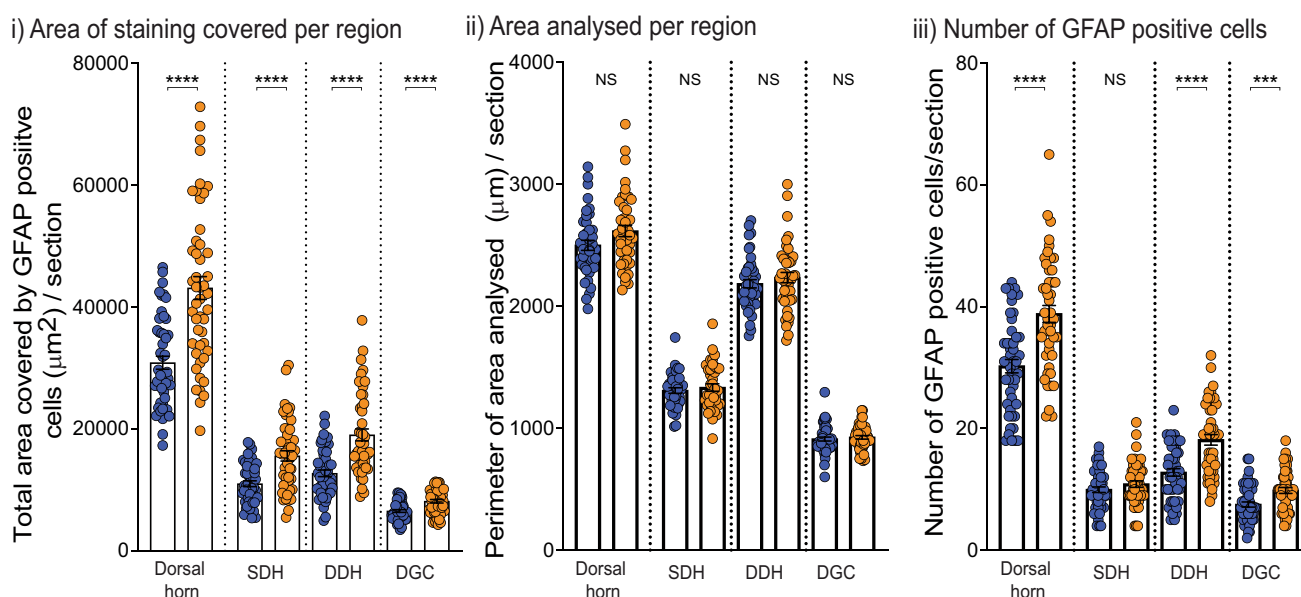 i) Area of staining covered per region
Total area covered by GFAP posiitve
cells (μm2) / section
80000
60000
40000
20000
0
**** **** **** ****
Dorsal
horn
SDH
DDH
DGC
ii) Area analysed per region
Perimeter of area analysed (μm) / section
4000
3000
2000
1000
0
NS NS NS NS
Dorsal
horn
SDH
DDH
DGC
iii) Number of GFAP positive cells
Number of GFAP positive cells/section
80
60
40
20
0
**** NS **** ***
Dorsal
horn
SDH
DDH
DGC